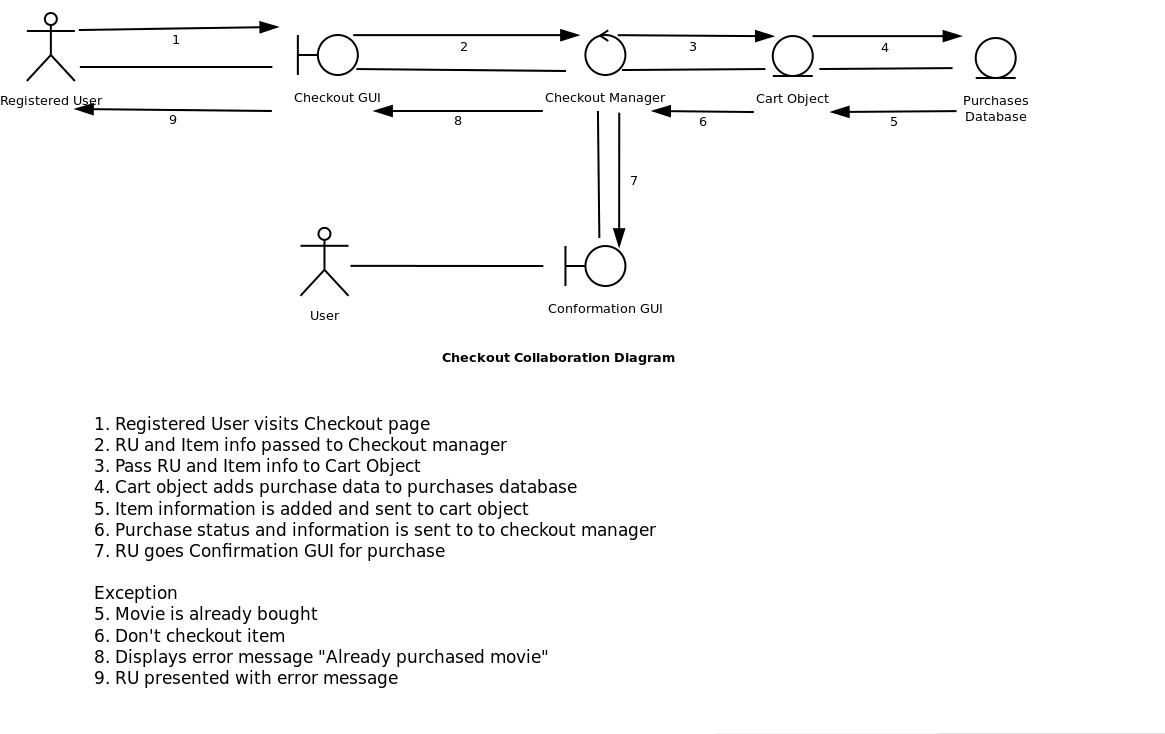 1
2
3
4
Registered User
Checkout GUI
Checkout Manager
Cart Object
Purchases
Database
9
8
6
5
7
User
Conformation GUI
Checkout Collaboration Diagram
1. Registered User visits Checkout page
2. RU and Item info passed to Checkout manager
3. Pass RU and Item info to Cart Object
4. Cart object adds purchase data to purchases database
5. Item information is added and sent to cart object
6. Purchase status and information is sent to to checkout manager
7. RU goes Confirmation GUI for purchase
Exception
5. Movie is already bought
6. Don't checkout item
8. Displays error message "Already purchased movie"
9. RU presented with error message